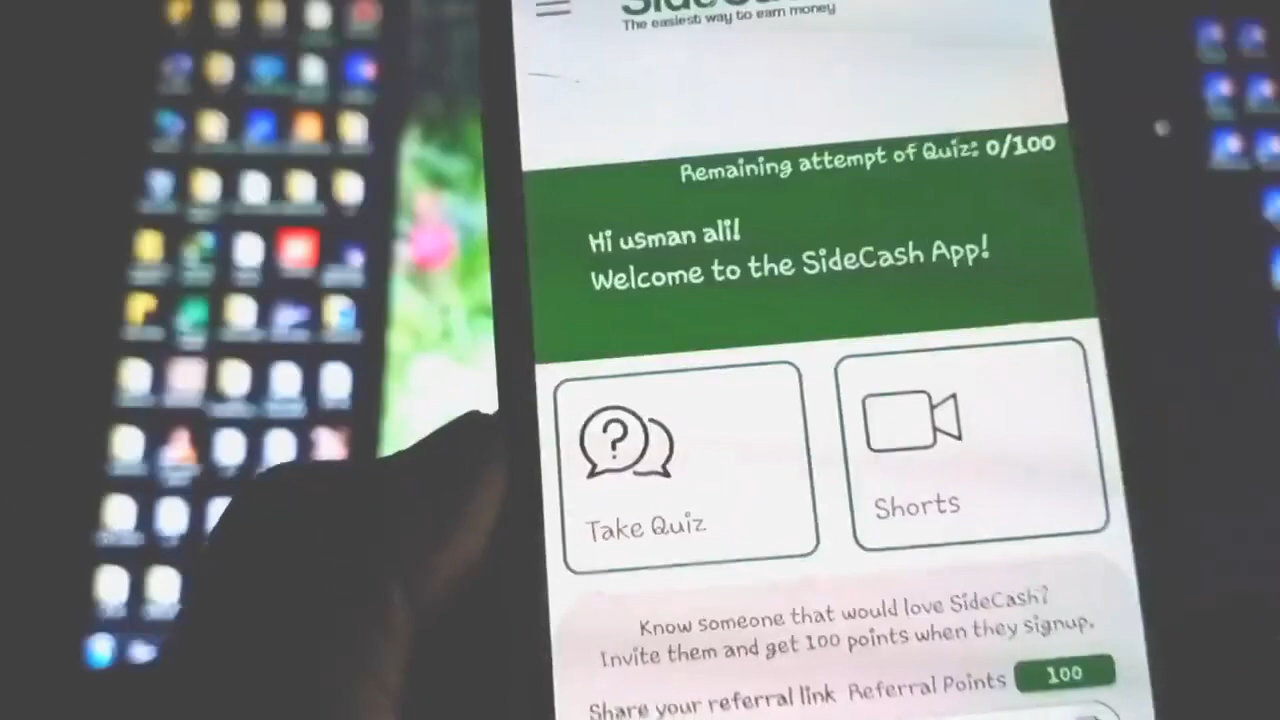 SideCash
The easiest way to earn money
Remaining attempt of Quiz: 0/100
Hi usman ali!
Welcome to the SideCash App!
Take Quiz
Shorts
Know someone that would love SideCash?
Invite them and get 100 points when they signup.
Share your referral link Referral Points 100